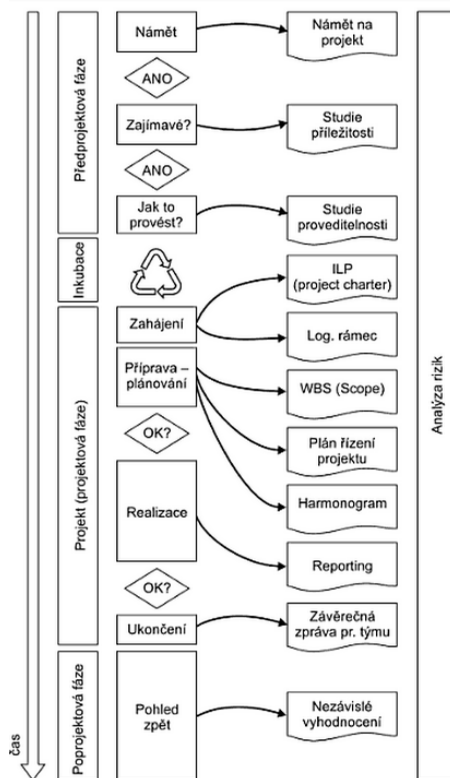 Předprojektová fáze
Námět
Námět na
projekt
ANO
Zajímavé?
Studie
příležitosti
ANO
Jak to
provést?
Studie
proveditelnosti
Inkubace
ILP
(project charter)
Projekt (projektová fáze)
Zahájení
Log. rámec
Příprava –
plánování
WBS (Scope)
OK?
Plán řízení
projektu
Realizace
Harmonogram
Reporting
OK?
Ukončení
Závěrečná
zpráva pr. týmu
Poprojektová fáze
Pohled
zpět
Nezávislé
vyhodnocení
Analýza rizik
čas